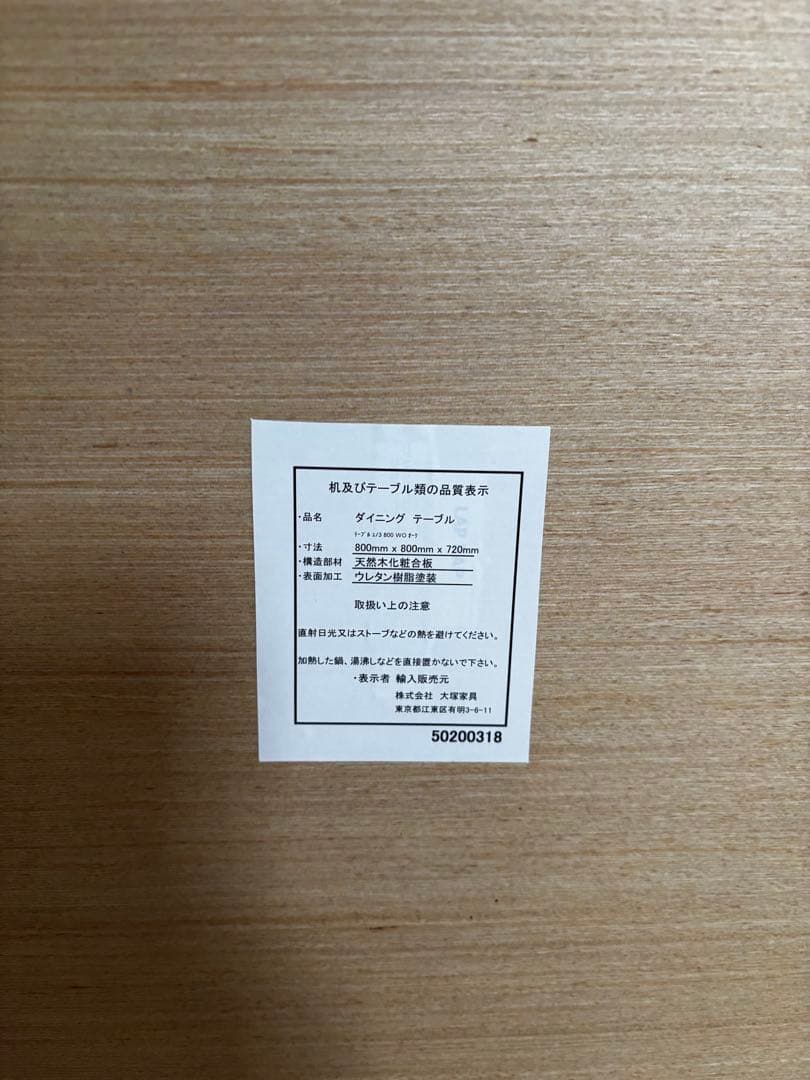 机及びテーブル類の品質表示
・品名 ダイニング テーブル
800 WO オーク
・寸法 800mm x 800mm x 720mm
・構造部材 天然木化粧合板
・表面加工 ウレタン樹脂塗装
取扱い上の注意
直射日光又はストーブなどの熱を避けてください。
加熱した鍋、湯沸しなどを直接置かないで下さい。
・表示者 輸入販売元
株式会社 大塚家具
東京都江東区有明3-6-11
50200318